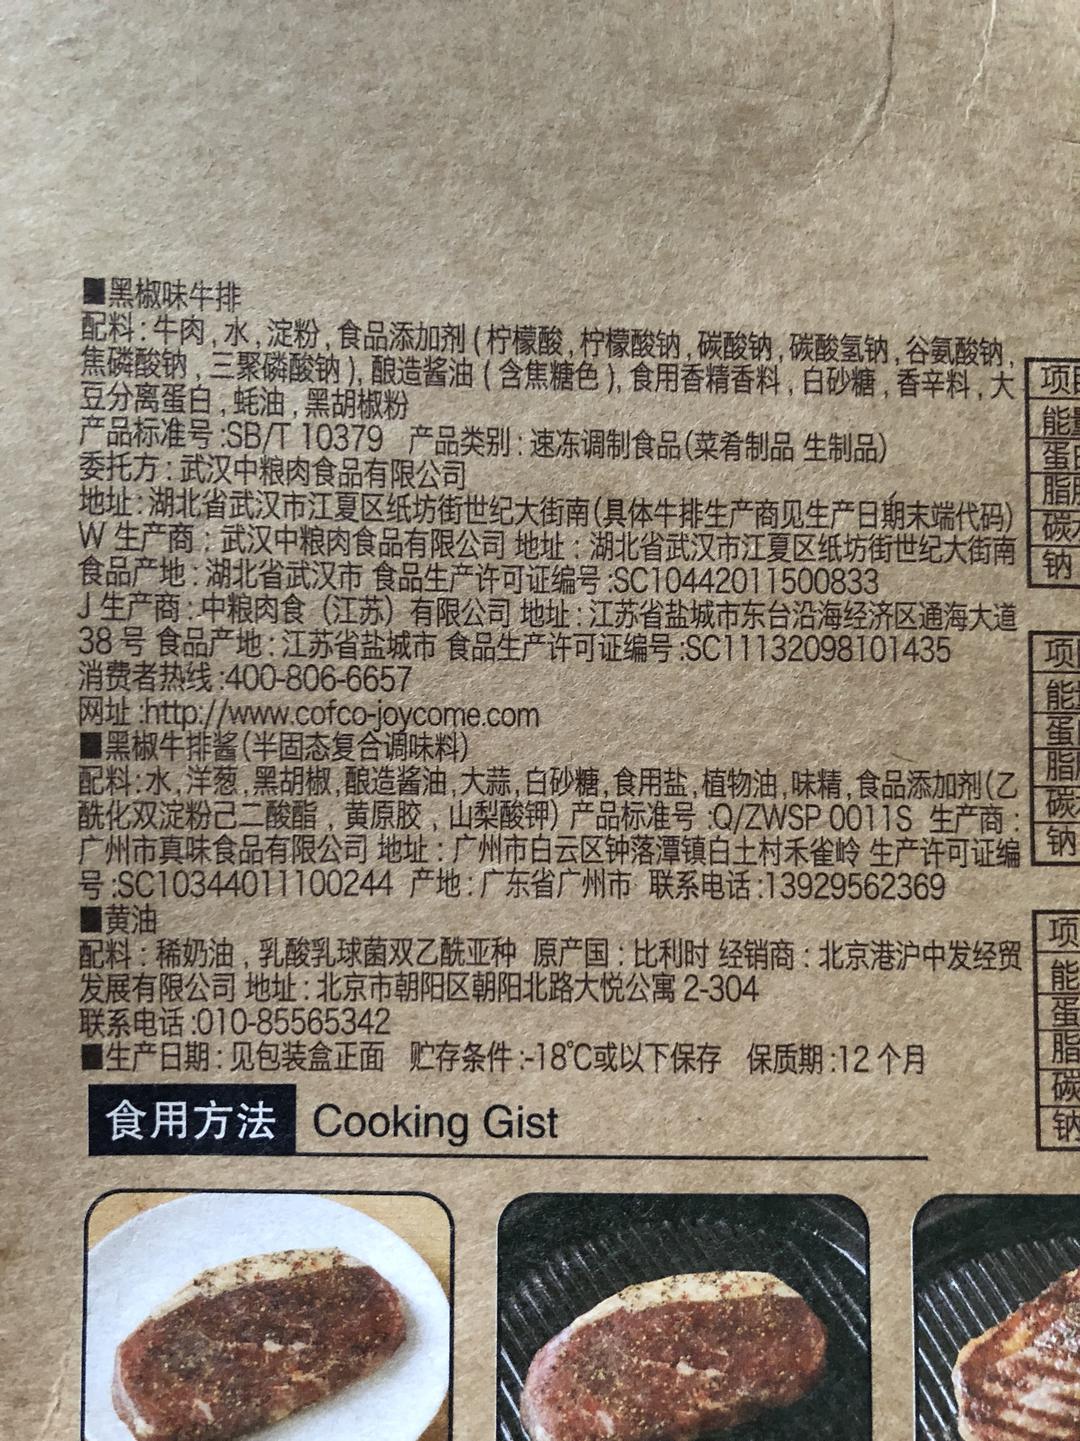 ■黑椒味牛排
配料:牛肉,水,淀粉,食品添加剂(柠檬酸,柠檬酸钠,碳酸钠,碳酸氢钠,谷氨酸钠,
焦磷酸钠,三聚磷酸钠),酿造酱油(含焦糖色),食用香精香料,白砂糖,香辛料,大
豆分离蛋白,蚝油,黑胡椒粉
产品标准号:SB/T 10379 产品类别:速冻调制食品(菜肴制品 生制品)
委托方:武汉中粮肉食品有限公司
地址:湖北省武汉市江夏区纸坊街世纪大街南(具体牛排生产商见生产日期末端代码)
W 生产商:武汉中粮肉食品有限公司 地址:湖北省武汉市江夏区纸坊街世纪大街南
食品产地:湖北省武汉市 食品生产许可证编号:SC10442011500833
J 生产商:中粮肉食(江苏)有限公司 地址:江苏省盐城市东台沿海经济区通海大道
38 号 食品产地:江苏省盐城市 食品生产许可证编号:SC11132098101435
消费者热线:400-806-6657
网址:http://www.cofco-joycome.com
■黑椒牛排酱(半固态复合调味料)
配料:水,洋葱,黑胡椒,酿造酱油,大蒜,白砂糖,食用盐,植物油,味精,食品添加剂(乙
酰化双淀粉己二酸酯,黄原胶,山梨酸钾) 产品标准号:Q/ZWSP 0011S 生产商:
广州市真味食品有限公司 地址:广州市白云区钟落潭镇白土村禾雀岭 生产许可证编
号:SC10344011100244 产地:广东省广州市 联系电话:13929562369
■黄油
配料:稀奶油,乳酸乳球菌双乙酰亚种 原产国:比利时 经销商:北京港沪中发经贸
发展有限公司 地址:北京市朝阳区朝阳北路大悦公寓 2-304
联系电话:010-85565342
■生产日期:见包装盒正面 贮存条件:-18℃或以下保存 保质期:12 个月
食用方法 Cooking Gist
项
能量
蛋
脂
碳水
钠
项
能
蛋
脂
碳
钠
项
能
蛋
脂
碳
钠